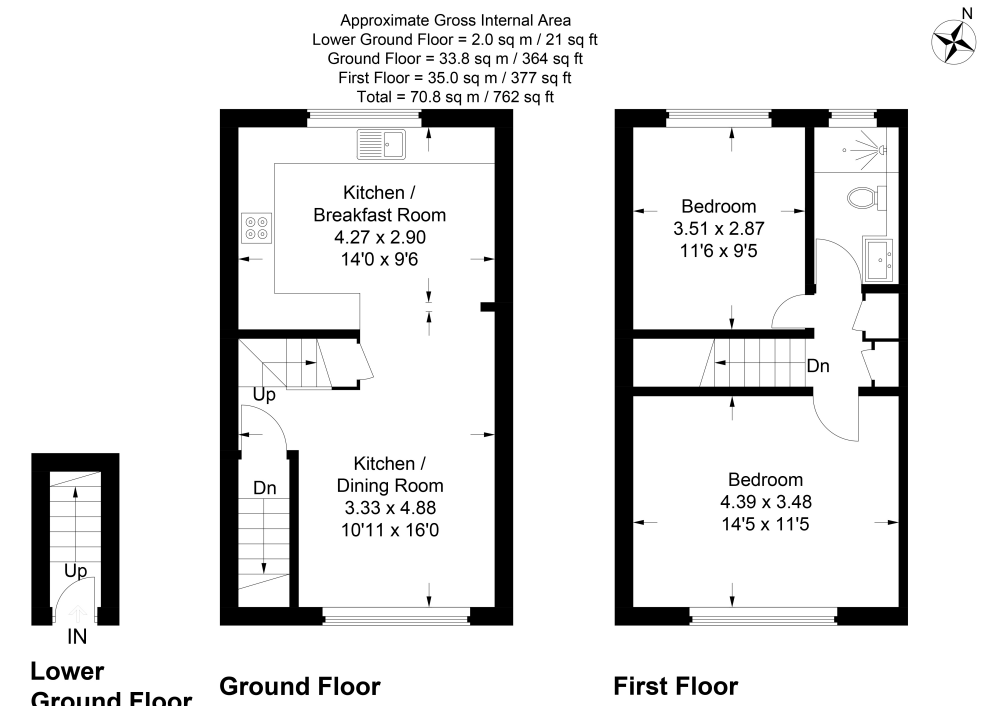 Approximate Gross Internal Area
Lower Ground Floor = 2.0 sq m / 21 sq ft
Ground Floor = 33.8 sq m / 364 sq ft
First Floor = 35.0 sq m / 377 sq ft
Total = 70.8 sq m / 762 sq ft
N
Kitchen /
Breakfast Room
4.27 x 2.90
14'0 x 9'6
Up
Dn
Kitchen /
Dining Room
3.33 x 4.88
10'11 x 16'0
Bedroom
3.51 x 2.87
11'6 x 9'5
Dn
Bedroom
4.39 x 3.48
14'5 x 11'5
Up
IN
Lower
Ground Floor
Ground Floor
First Floor